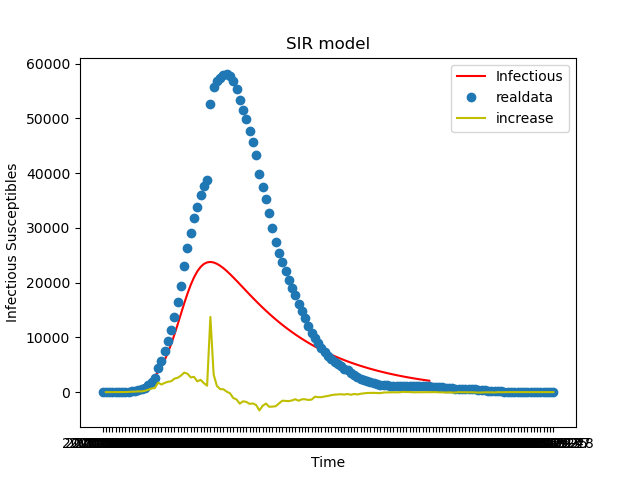 SIR model
Infectious
realdata
increase
60000
50000
40000
30000
20000
10000
0
Infectious Susceptibles
Time